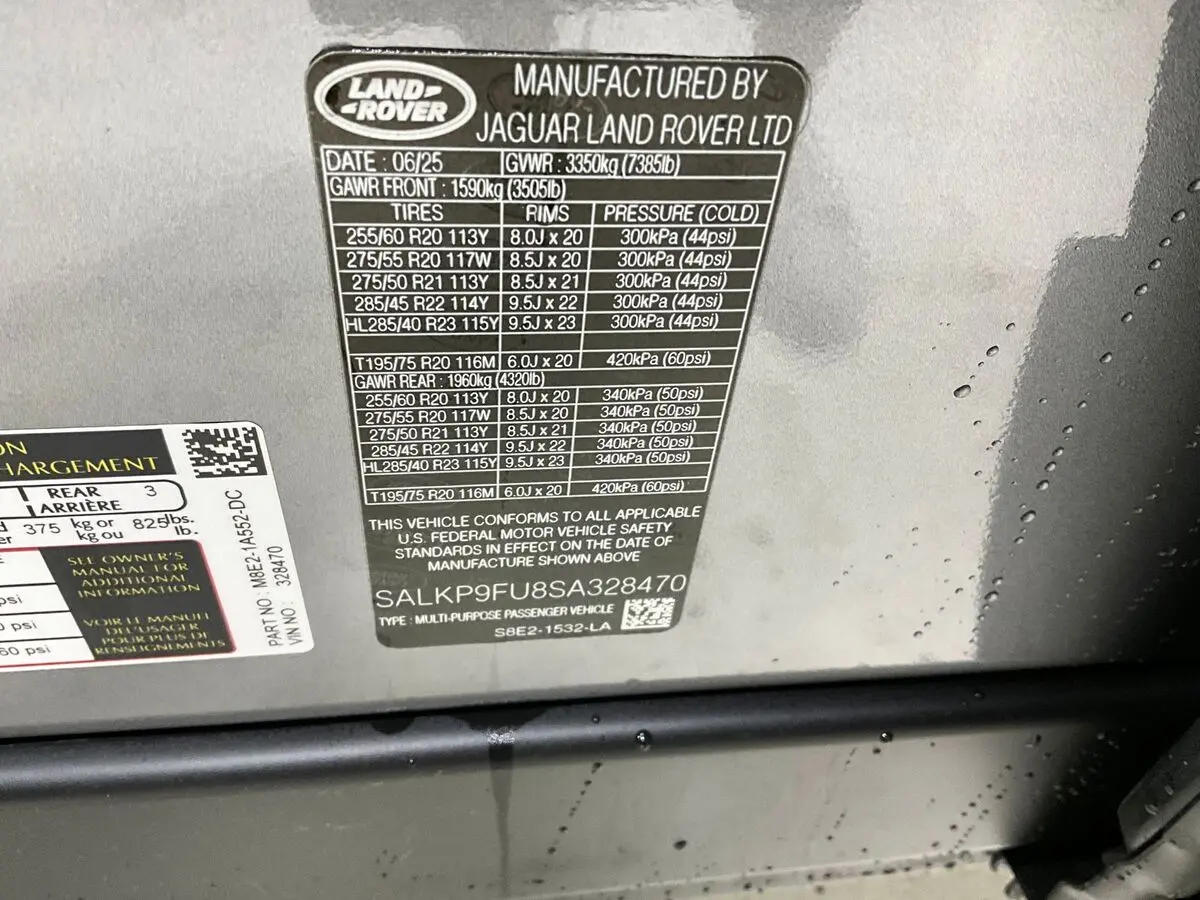 LAND
ROVER
MANUFACTURED BY
JAGUAR LAND ROVER LTD
DATE : 06/25 GVWR : 3350kg (7385lb)
GAWR FRONT : 1590kg (3505lb)
TIRES RIMS PRESSURE (COLD)
255/60 R20 113Y 8.0J x 20 300kPa (44psi)
275/55 R20 117W 8.5J x 20 300kPa (44psi)
275/50 R21 113Y 8.5J x 21 300kPa (44psi)
285/45 R22 114Y 9.5J x 22 300kPa (44psi)
HL285/40 R23 115Y 9.5J x 23 300kPa (44psi)
T195/75 R20 116M 6.0J x 20 420kPa (60psi)
GAWR REAR : 1960kg (4320lb)
255/60 R20 113Y 8.0J x 20 340kPa (50psi)
275/55 R20 117W 8.5J x 20 340kPa (50psi)
275/50 R21 113Y 8.5J x 21 340kPa (50psi)
285/45 R22 114Y 9.5J x 22 340kPa (50psi)
HL285/40 R23 115Y 9.5J x 23 340kPa (50psi)
T195/75 R20 116M 6.0J x 20 420kPa (60psi)
THIS VEHICLE CONFORMS TO ALL APPLICABLE
U.S. FEDERAL MOTOR VEHICLE SAFETY
STANDARDS IN EFFECT ON THE DATE OF
MANUFACTURE SHOWN ABOVE
SALKP9FU8SA328470
TYPE : MULTI-PURPOSE PASSENGER VEHICLE
S8E2-1532-LA
ON
HARGEMENT
REAR 3
ARRIÈRE
375 kg or 825 lbs.
er kg ou lb.
SEE OWNER'S
MANUAL FOR
ADDITIONAL
INFORMATION
psi
0 psi
60 psi
VOIR LE MANUEL
DE L'USAGER
POUR PLUS DE
RENSEIGNEMENTS
PART NO : M8E2-1A552-DC
VIN NO : 328470